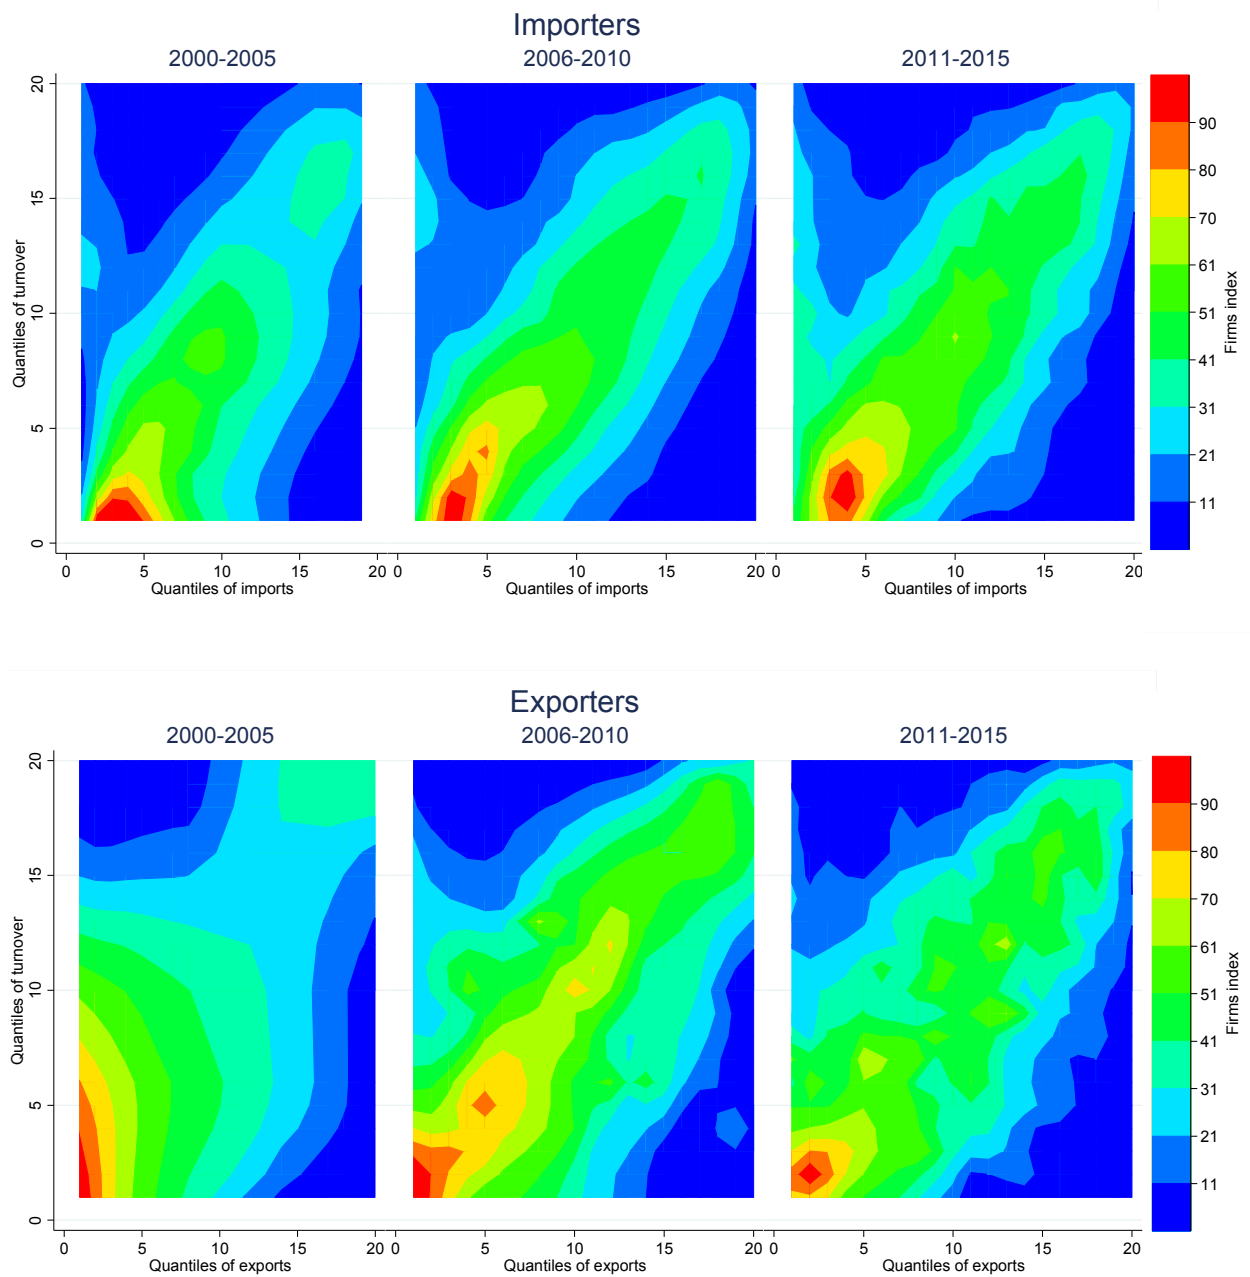 Importers
2000-2005
2006-2010
2011-2015
Quantiles of turnover
20
15
10
5
0
0 5 10 15 20
0 5 10 15 20
0 5 10 15 20
Quantiles of imports
Quantiles of imports
Quantiles of imports
90
80
70
61
51
41
31
21
11
Firms index
Exporters
2000-2005
2006-2010
2011-2015
Quantiles of turnover
20
15
10
5
0
0 5 10 15 20
0 5 10 15 20
0 5 10 15 20
Quantiles of exports
Quantiles of exports
Quantiles of exports
90
80
70
61
51
41
31
21
11
Firms index